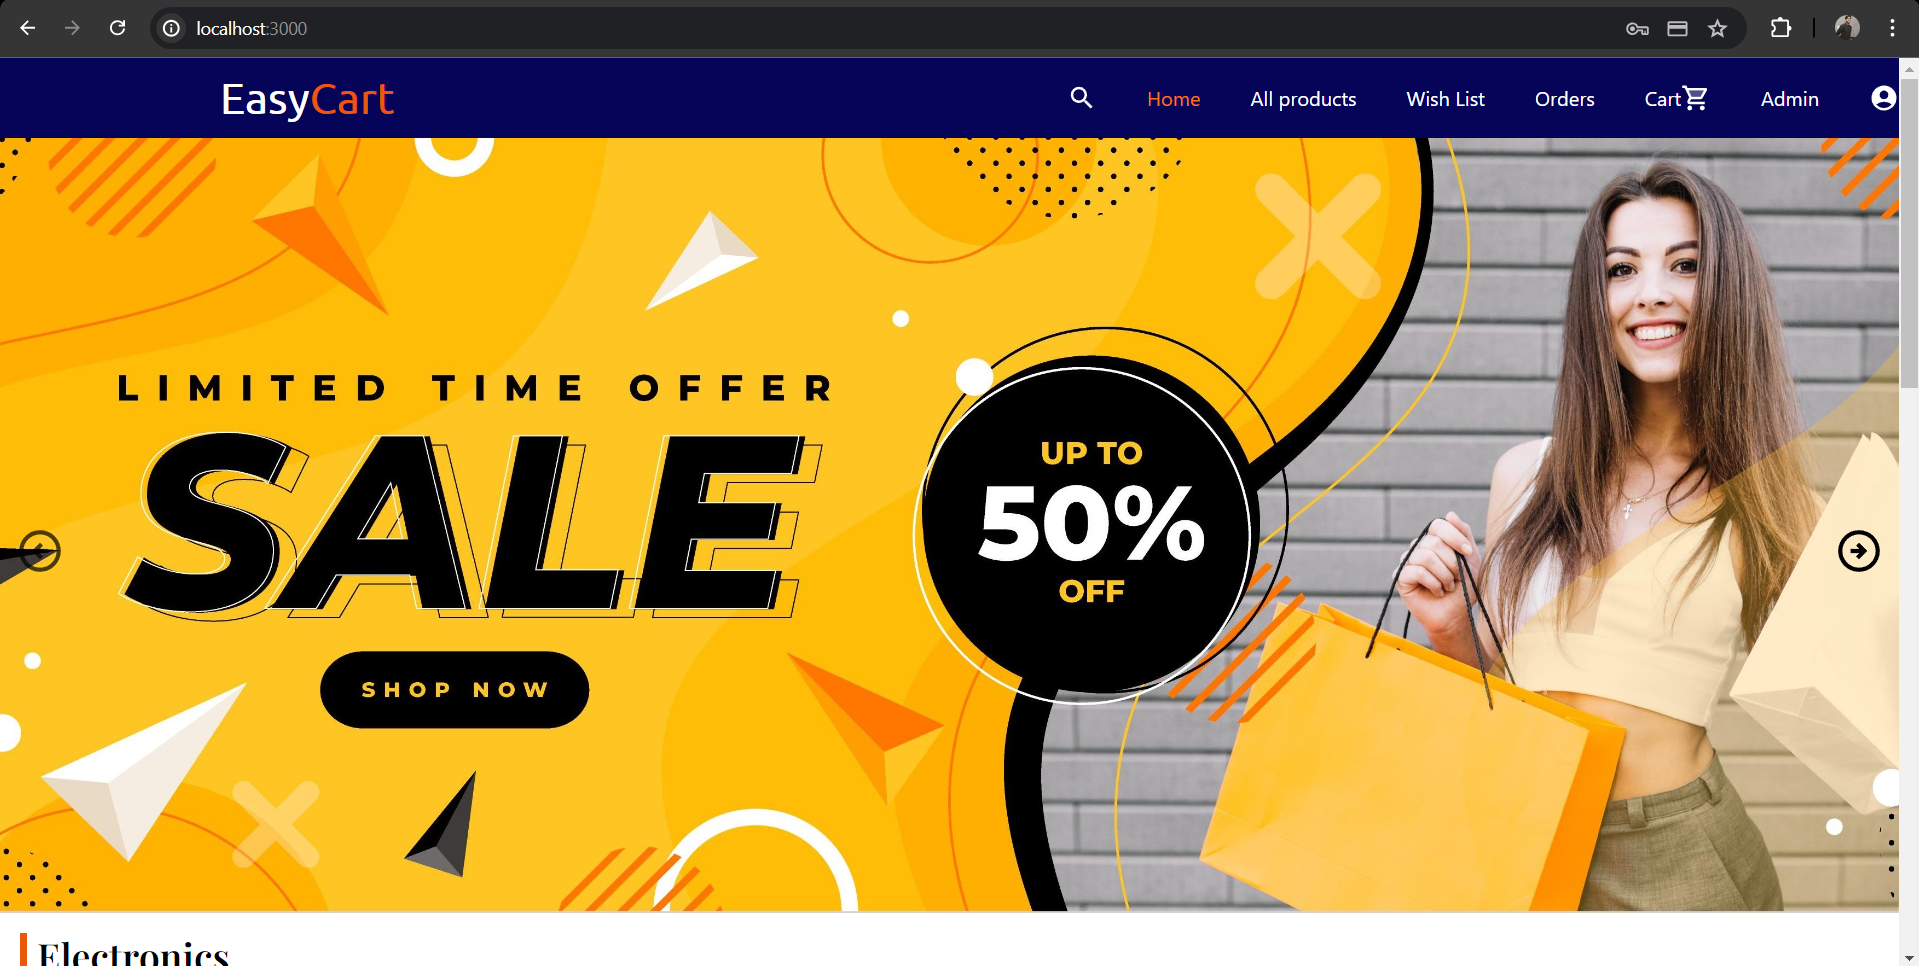 localhost:3000
EasyCart
Home
All products
Wish List
Orders
Cart
Admin
LIMITED TIME OFFER
SALE
SHOP NOW
UP TO
50%
OFF
Electronics